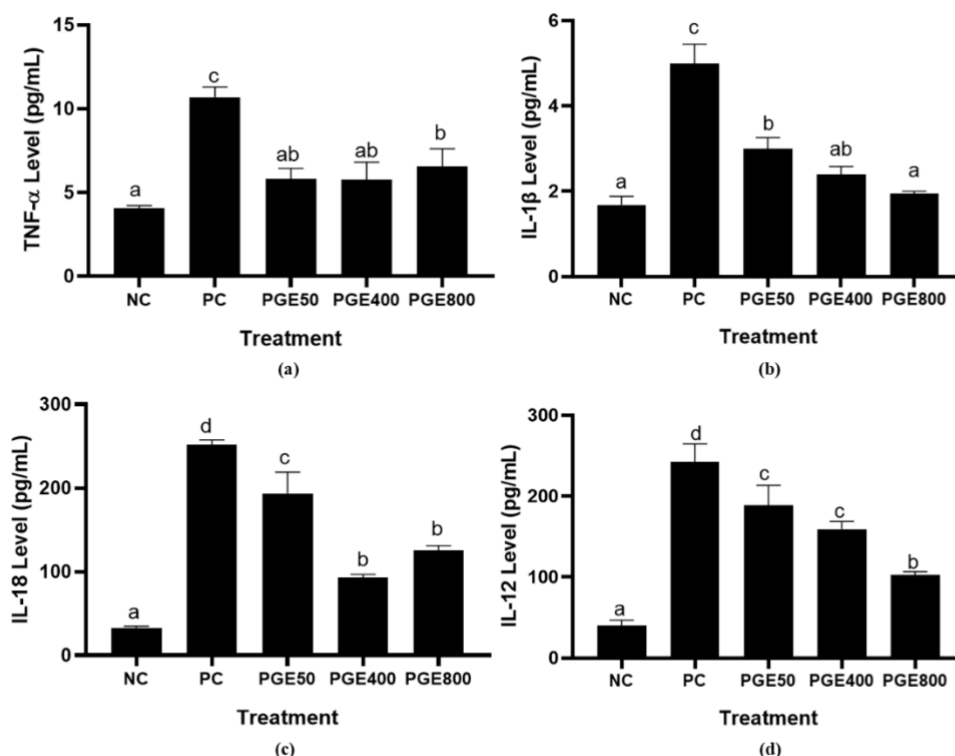 TNF-α Level (pg/mL)
15
10
5
0
a
c
ab
ab
b
NC PC PGE50 PGE400 PGE800
Treatment
(a)
IL-1β Level (pg/mL)
6
4
2
0
a
c
b
ab
a
NC PC PGE50 PGE400 PGE800
Treatment
(b)
IL-18 Level (pg/mL)
300
200
100
0
a
d
c
b
b
NC PC PGE50 PGE400 PGE800
Treatment
(c)
IL-12 Level (pg/mL)
300
200
100
0
a
d
c
c
b
NC PC PGE50 PGE400 PGE800
Treatment
(d)